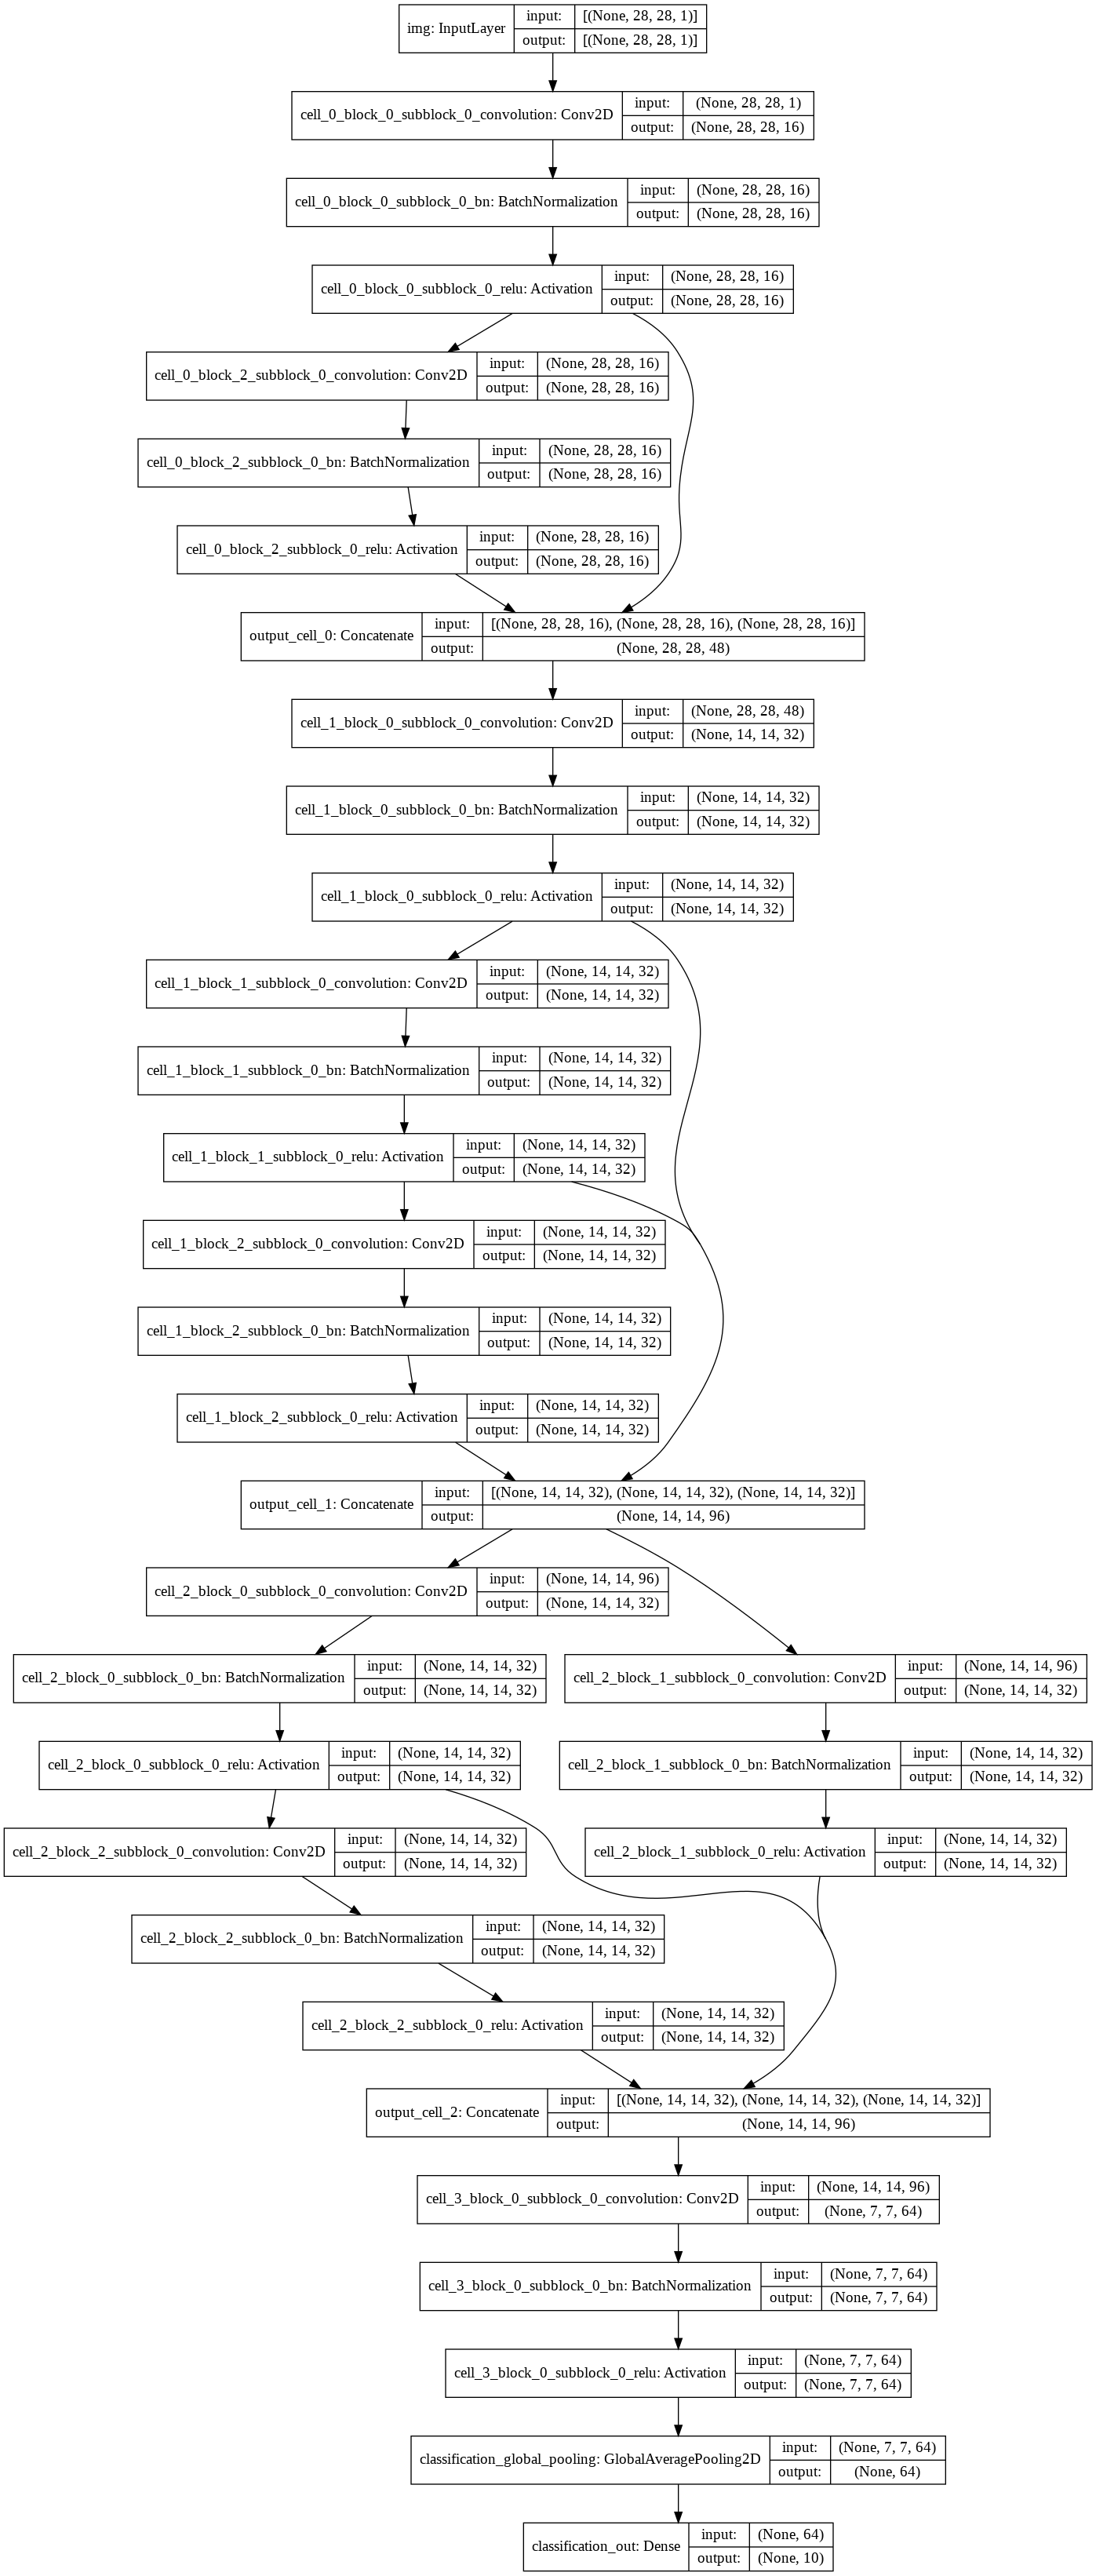 img: InputLayer
input: [(None, 28, 28, 1)]
output: [(None, 28, 28, 1)]
cell_0_block_0_subblock_0_convolution: Conv2D
input: (None, 28, 28, 1)
output: (None, 28, 28, 16)
cell_0_block_0_subblock_0_bn: BatchNormalization
input: (None, 28, 28, 16)
output: (None, 28, 28, 16)
cell_0_block_0_subblock_0_relu: Activation
input: (None, 28, 28, 16)
output: (None, 28, 28, 16)
cell_0_block_2_subblock_0_convolution: Conv2D
input: (None, 28, 28, 16)
output: (None, 28, 28, 16)
cell_0_block_2_subblock_0_bn: BatchNormalization
input: (None, 28, 28, 16)
output: (None, 28, 28, 16)
cell_0_block_2_subblock_0_relu: Activation
input: (None, 28, 28, 16)
output: (None, 28, 28, 16)
output_cell_0: Concatenate
input: [(None, 28, 28, 16), (None, 28, 28, 16), (None, 28, 28, 16)]
output: (None, 28, 28, 48)
cell_1_block_0_subblock_0_convolution: Conv2D
input: (None, 28, 28, 48)
output: (None, 14, 14, 32)
cell_1_block_0_subblock_0_bn: BatchNormalization
input: (None, 14, 14, 32)
output: (None, 14, 14, 32)
cell_1_block_0_subblock_0_relu: Activation
input: (None, 14, 14, 32)
output: (None, 14, 14, 32)
cell_1_block_1_subblock_0_convolution: Conv2D
input: (None, 14, 14, 32)
output: (None, 14, 14, 32)
cell_1_block_1_subblock_0_bn: BatchNormalization
input: (None, 14, 14, 32)
output: (None, 14, 14, 32)
cell_1_block_1_subblock_0_relu: Activation
input: (None, 14, 14, 32)
output: (None, 14, 14, 32)
cell_1_block_2_subblock_0_convolution: Conv2D
input: (None, 14, 14, 32)
output: (None, 14, 14, 32)
cell_1_block_2_subblock_0_bn: BatchNormalization
input: (None, 14, 14, 32)
output: (None, 14, 14, 32)
cell_1_block_2_subblock_0_relu: Activation
input: (None, 14, 14, 32)
output: (None, 14, 14, 32)
output_cell_1: Concatenate
input: [(None, 14, 14, 32), (None, 14, 14, 32), (None, 14, 14, 32)]
output: (None, 14, 14, 96)
cell_2_block_0_subblock_0_convolution: Conv2D
input: (None, 14, 14, 96)
output: (None, 14, 14, 32)
cell_2_block_0_subblock_0_bn: BatchNormalization
input: (None, 14, 14, 32)
output: (None, 14, 14, 32)
cell_2_block_1_subblock_0_convolution: Conv2D
input: (None, 14, 14, 96)
output: (None, 14, 14, 32)
cell_2_block_0_subblock_0_relu: Activation
input: (None, 14, 14, 32)
output: (None, 14, 14, 32)
cell_2_block_1_subblock_0_bn: BatchNormalization
input: (None, 14, 14, 32)
output: (None, 14, 14, 32)
cell_2_block_2_subblock_0_convolution: Conv2D
input: (None, 14, 14, 32)
output: (None, 14, 14, 32)
cell_2_block_1_subblock_0_relu: Activation
input: (None, 14, 14, 32)
output: (None, 14, 14, 32)
cell_2_block_2_subblock_0_bn: BatchNormalization
input: (None, 14, 14, 32)
output: (None, 14, 14, 32)
cell_2_block_2_subblock_0_relu: Activation
input: (None, 14, 14, 32)
output: (None, 14, 14, 32)
output_cell_2: Concatenate
input: [(None, 14, 14, 32), (None, 14, 14, 32), (None, 14, 14, 32)]
output: (None, 14, 14, 96)
cell_3_block_0_subblock_0_convolution: Conv2D
input: (None, 14, 14, 96)
output: (None, 7, 7, 64)
cell_3_block_0_subblock_0_bn: BatchNormalization
input: (None, 7, 7, 64)
output: (None, 7, 7, 64)
cell_3_block_0_subblock_0_relu: Activation
input: (None, 7, 7, 64)
output: (None, 7, 7, 64)
classification_global_pooling: GlobalAveragePooling2D
input: (None, 7, 7, 64)
output: (None, 64)
classification_out: Dense
input: (None, 64)
output: (None, 10)